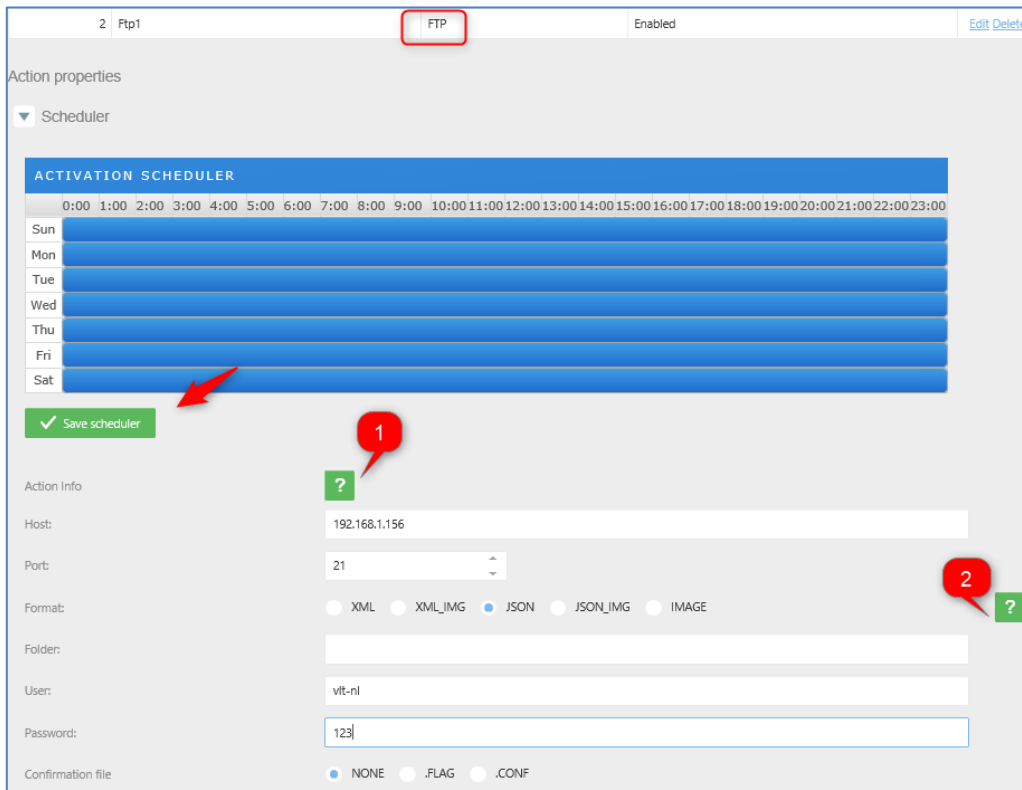 2 Ftp1 FTP Enabled Edit Delete
Action properties
Scheduler
ACTIVATION SCHEDULER
0:00 1:00 2:00 3:00 4:00 5:00 6:00 7:00 8:00 9:00 10:00 11:00 12:00 13:00 14:00 15:00 16:00 17:00 18:00 19:00 20:00 21:00 22:00 23:00
Sun
Mon
Tue
Wed
Thu
Fri
Sat
Save scheduler
1
Action Info ?
Host: 192.168.1.156
Port: 21
2
Format: XML XML_IMG JSON JSON_IMG IMAGE ?
Folder:
User: vlt-nl
Password: 123
Confirmation file NONE .FLAG .CONF